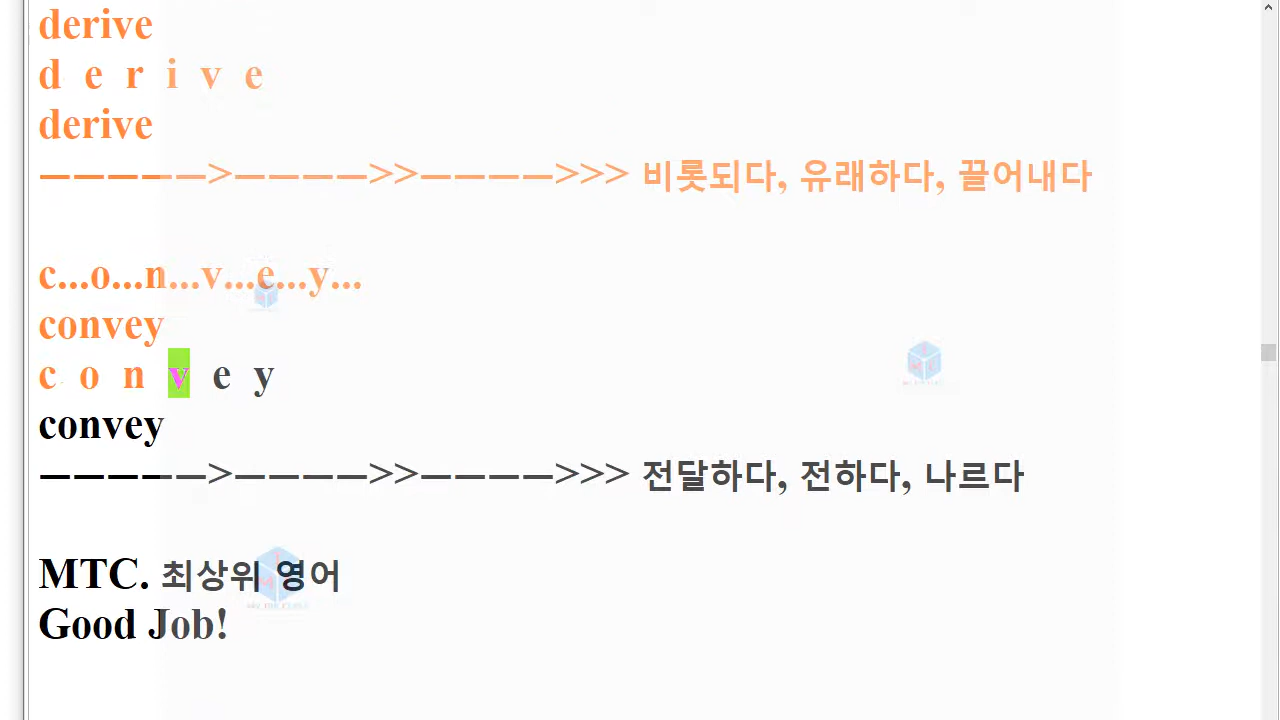 derive
d e r i v e
derive
——————>————>>————>>> 비롯되다, 유래하다, 끌어내다
c...o...n...v...e...y...
convey
c o n v e y
convey
——————>————>>————>>> 전달하다, 전하다, 나르다
MTC. 최상위 영어
Good Job!